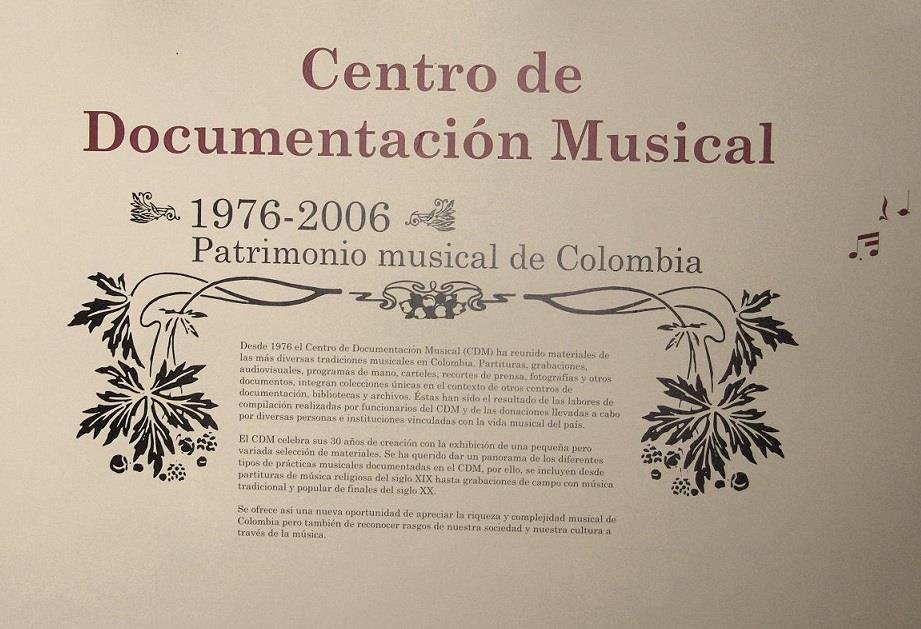 Centro de
Documentación Musical
1976-2006
Patrimonio musical de Colombia
Desde 1976 el Centro de Documentación Musical (CDM) ha reunido materiales de
las más diversas tradiciones musicales en Colombia. Partituras, grabaciones,
audiovisuales, programas de mano, carteles, recortes de prensa, fotografías y otros
documentos, integran colecciones únicas en el contexto de otros centros de
documentación, bibliotecas y archivos. Éstas han sido el resultado de las labores de
compilación realizadas por funcionarios del CDM y de las donaciones llevadas a cabo
por diversas personas e instituciones vinculadas con la vida musical del país.
El CDM celebra sus 30 años de creación con la exhibición de una pequeña pero
variada selección de materiales. Se ha querido dar un panorama de los diferentes
tipos de prácticas musicales documentadas en el CDM, por ello, se incluyen desde
partituras de música religiosa del siglo XIX hasta grabaciones de campo con música
tradicional y popular de finales del siglo XX.
Se ofrece así una nueva oportunidad de apreciar la riqueza y complejidad musical de
Colombia pero también de reconocer rasgos de nuestra sociedad y nuestra cultura a
través de la música.